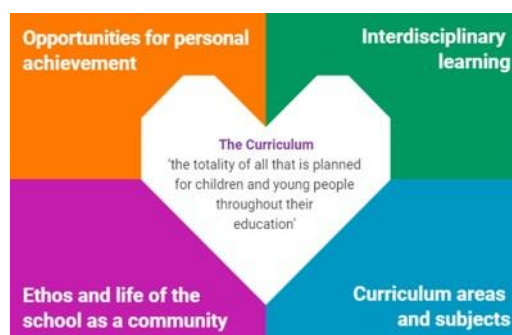 Opportunities for personal
achievement
Interdisciplinary
learning
The Curriculum
'the totality of all that is planned
for children and young people
throughout their
education'
Ethos and life of the
school as a community
Curriculum areas
and subjects